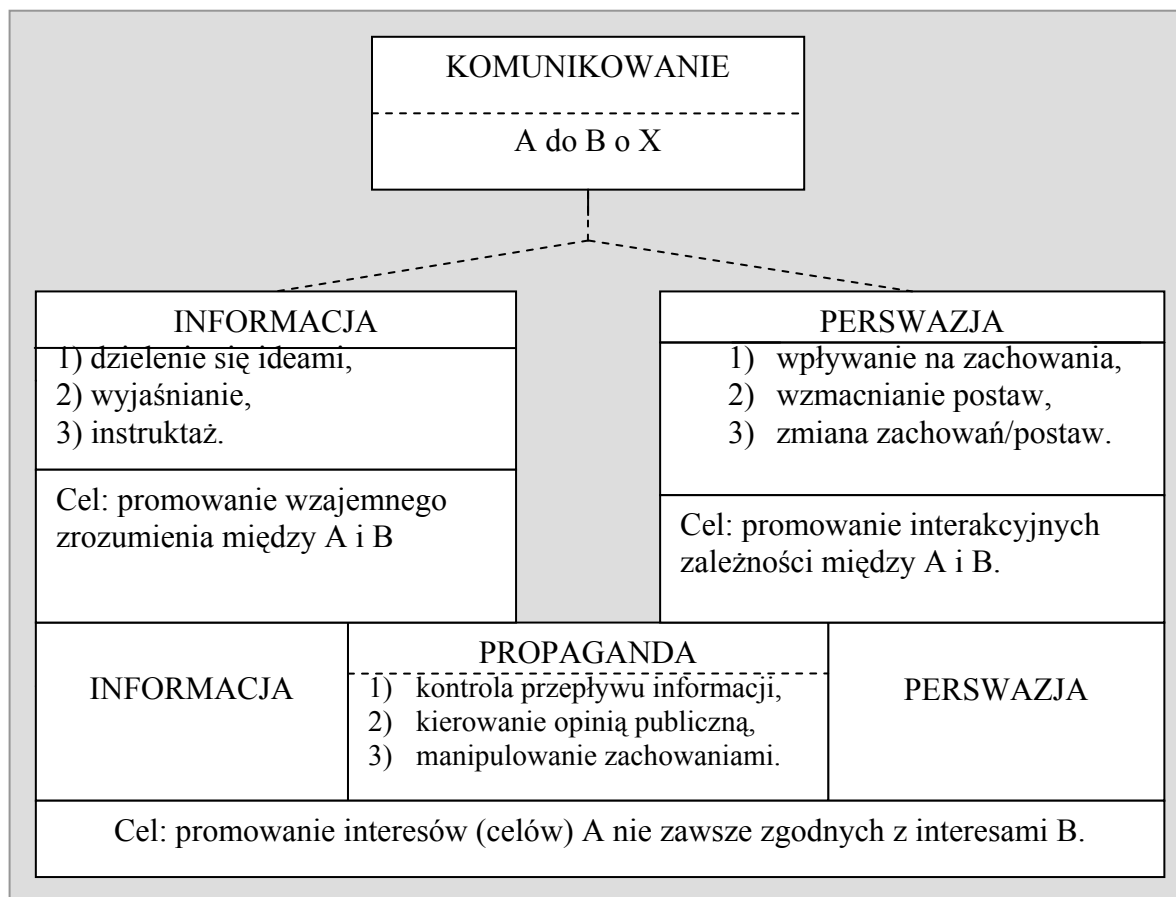 KOMUNIKOWANIE
A do B o X
INFORMACJA
1) dzielenie się ideami,
2) wyjaśnianie,
3) instruktaż.
Cel: promowanie wzajemnego
zrozumienia między A i B
PERSWAZJA
1) wpływanie na zachowania,
2) wzmacnianie postaw,
3) zmiana zachowań/postaw.
Cel: promowanie interakcyjnych
zależności między A i B.
INFORMACJA
PROPAGANDA
1) kontrola przepływu informacji,
2) kierowanie opinią publiczną,
3) manipulowanie zachowaniami.
PERSWAZJA
Cel: promowanie interesów (celów) A nie zawsze zgodnych z interesami B.